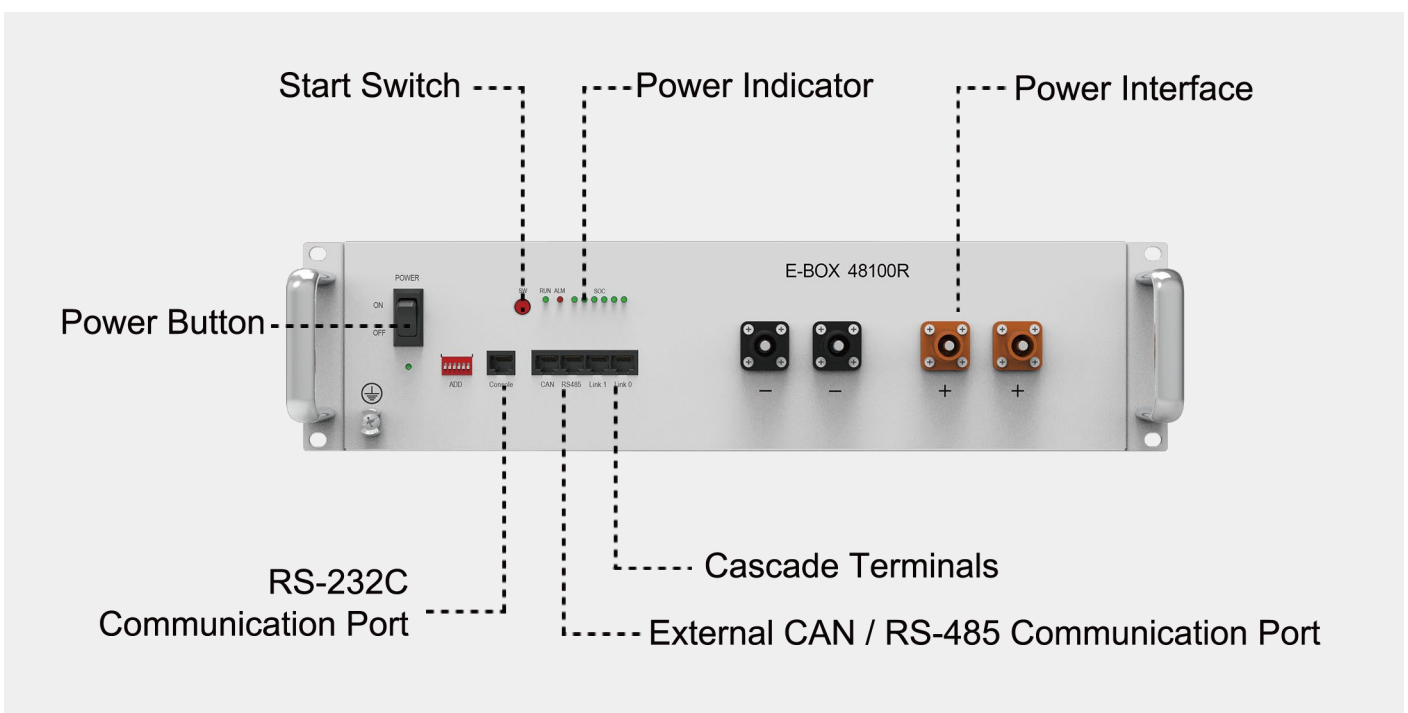 Start Switch
Power Indicator
Power Interface
E-BOX 48100R
POWER
ON
OFF
SW
RUN
ALM
SOC
Power Button
ADD
Console
CAN
RS485
Link 1
Link 0
−
−
+
+
RS-232C
Communication Port
Cascade Terminals
External CAN / RS-485 Communication Port